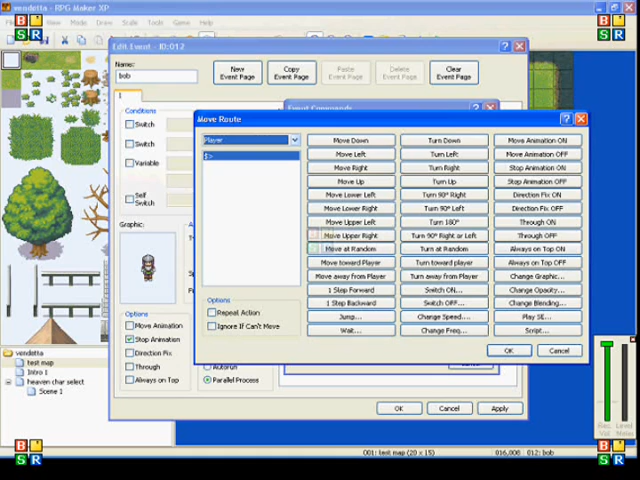 vendetta - RPG Maker XP
View Mode Draw Scale Tools Game Help
Edit Event - ID:012
Name:
bob
New Event Page
Copy Event Page
Paste Event Page
Delete Event Page
Clear Event Page
1
Conditions
Switch
Switch
Variable
Self Switch
Graphic:
Options
Move Animation
Stop Animation
Direction Fix
Through
Always on Top
Autorun
Parallel Process
OK
Cancel
Apply
Event Commands
Move Route
Player
$>
Options
Repeat Action
Ignore If Can't Move
Move Down
Move Left
Move Right
Move Up
Move Lower Left
Move Lower Right
Move Upper Left
Move Upper Right
Move at Random
Move toward Player
Move away from Player
1 Step Forward
1 Step Backward
Jump...
Wait...
Turn Down
Turn Left
Turn Right
Turn Up
Turn 90° Right
Turn 90° Left
Turn 180°
Turn 90° Right or Left
Turn at Random
Turn toward player
Turn away from Player
Switch ON...
Switch OFF...
Change Speed...
Change Freq...
Move Animation ON
Move Animation OFF
Stop Animation ON
Stop Animation OFF
Direction Fix ON
Direction Fix OFF
Through ON
Through OFF
Always on Top ON
Always on Top OFF
Change Graphic...
Change Opacity...
Change Blending...
Play SE...
Script...
OK
Cancel
vendetta
test map
Intro 1
heaven char select
Scene 1
001: test map (20 x 15)
016,008
012: bob
B
S R
B
S R
B
S R
B
S R